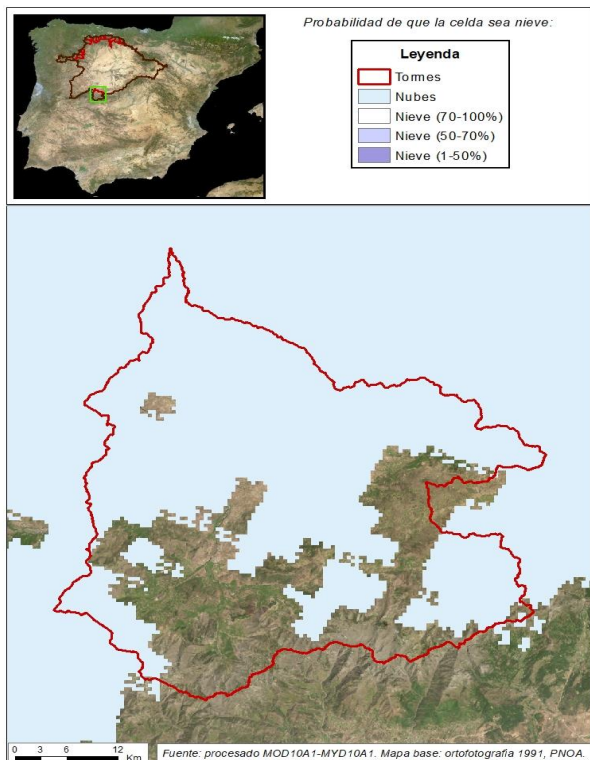 Probabilidad de que la celda sea nieve:
Leyenda
Tormes
Nubes
Nieve (70-100%)
Nieve (50-70%)
Nieve (1-50%)
0 3 6 12
Km
Fuente: procesado MOD10A1-MYD10A1. Mapa base: ortofotografía 1991, PNOA.